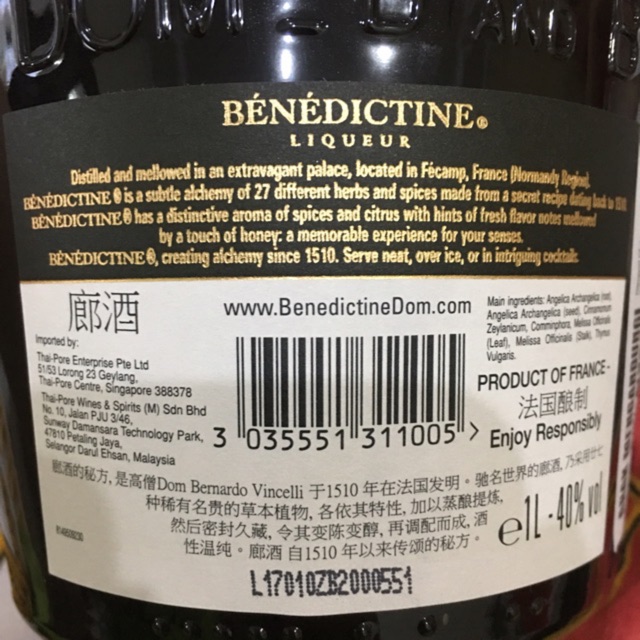 BÉNÉDICTINE®
LIQUEUR
Distilled and mellowed in an extravagant palace, located in Fécamp, France (Normandy Region).
BÉNÉDICTINE® is a subtle alchemy of 27 different herbs and spices made from a secret recipe dating back to 1510.
BÉNÉDICTINE® has a distinctive aroma of spices and citrus with hints of fresh flavor notes mellowed
by a touch of honey: a memorable experience for your senses.
BÉNÉDICTINE®, creating alchemy since 1510. Serve neat, over ice, or in intriguing cocktails.
廊酒
Imported by:
Thai-Pore Enterprise Pte Ltd
51/53 Lorong 23 Geylang,
Thai-Pore Centre, Singapore 388378
Thai-Pore Wines & Spirits (M) Sdn Bhd
No. 10, Jalan PJU 3/46,
Sunway Damansara Technology Park,
47810 Petaling Jaya,
Selangor Darul Ehsan, Malaysia
www.BenedictineDom.com
3 035551 311005 >
Main ingredients: Angelica Archangelica (root),
Angelica Archangelica (seed), Cinnamomum
Zeylanicum, Commiphora, Melissa Officinalis
(Leaf), Melissa Officinalis (Stalk), Thymus
Vulgaris.
PRODUCT OF FRANCE -
法国酿制
Enjoy Responsibly
廊酒的秘方, 是高僧Dom Bernardo Vincelli 于1510 年在法国发明。驰名世界的廊酒, 乃采用廿七
种稀有名贵的草本植物, 各依其特性, 加以蒸酿提炼,
然后密封久藏, 令其变陈变醇, 再调配而成, 酒
性温纯。廊酒 自1510 年以来传颂的秘方。
e1L - 40% vol
L17010ZB2000551